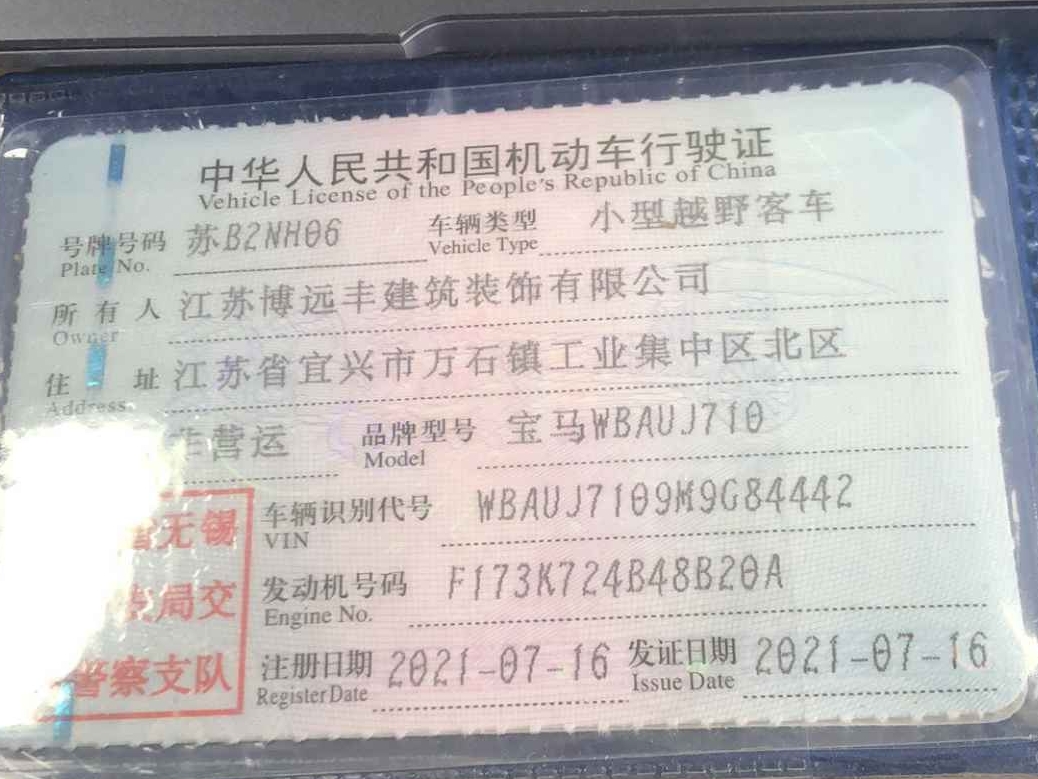 中华人民共和国机动车行驶证
Vehicle License of the People's Republic of China
号牌号码 苏B2NH06 车辆类型 小型越野客车
Plate No. Vehicle Type
所有人 江苏博远丰建筑装饰有限公司
Owner
住址 江苏省宜兴市万石镇工业集中区北区
Address
营运 品牌型号 宝马WBAUJ710
Model
车辆识别代号 WBAUJ7109M9G84442
VIN
无锡
发动机号码 F173K724B48B20A
Engine No.
局交
注册日期 2021-07-16 发证日期 2021-07-16
Register Date Issue Date
警察支队